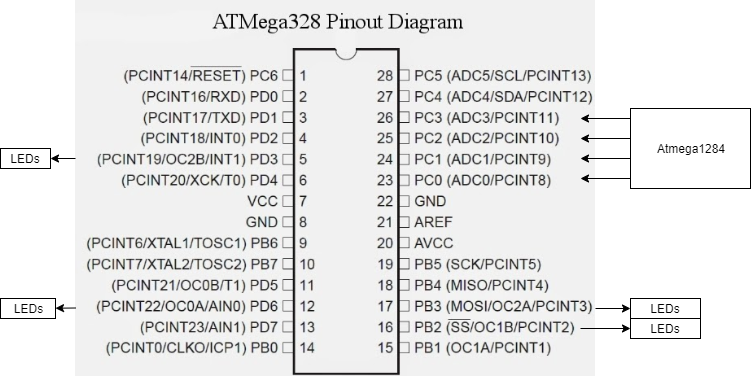 ATMega328 Pinout Diagram
(PCINT14/RESET) PC6 1 28 PC5 (ADC5/SCL/PCINT13)
(PCINT16/RXD) PD0 2 27 PC4 (ADC4/SDA/PCINT12)
(PCINT17/TXD) PD1 3 26 PC3 (ADC3/PCINT11)
(PCINT18/INT0) PD2 4 25 PC2 (ADC2/PCINT10)
Atmega1284
LEDs (PCINT19/OC2B/INT1) PD3 5 24 PC1 (ADC1/PCINT9)
(PCINT20/XCK/T0) PD4 6 23 PC0 (ADC0/PCINT8)
VCC 7 22 GND
GND 8 21 AREF
(PCINT6/XTAL1/TOSC1) PB6 9 20 AVCC
(PCINT7/XTAL2/TOSC2) PB7 10 19 PB5 (SCK/PCINT5)
(PCINT21/OC0B/T1) PD5 11 18 PB4 (MISO/PCINT4)
LEDs (PCINT22/OC0A/AIN0) PD6 12 17 PB3 (MOSI/OC2A/PCINT3) LEDs
(PCINT23/AIN1) PD7 13 16 PB2 (SS/OC1B/PCINT2) LEDs
(PCINT0/CLKO/ICP1) PB0 14 15 PB1 (OC1A/PCINT1)